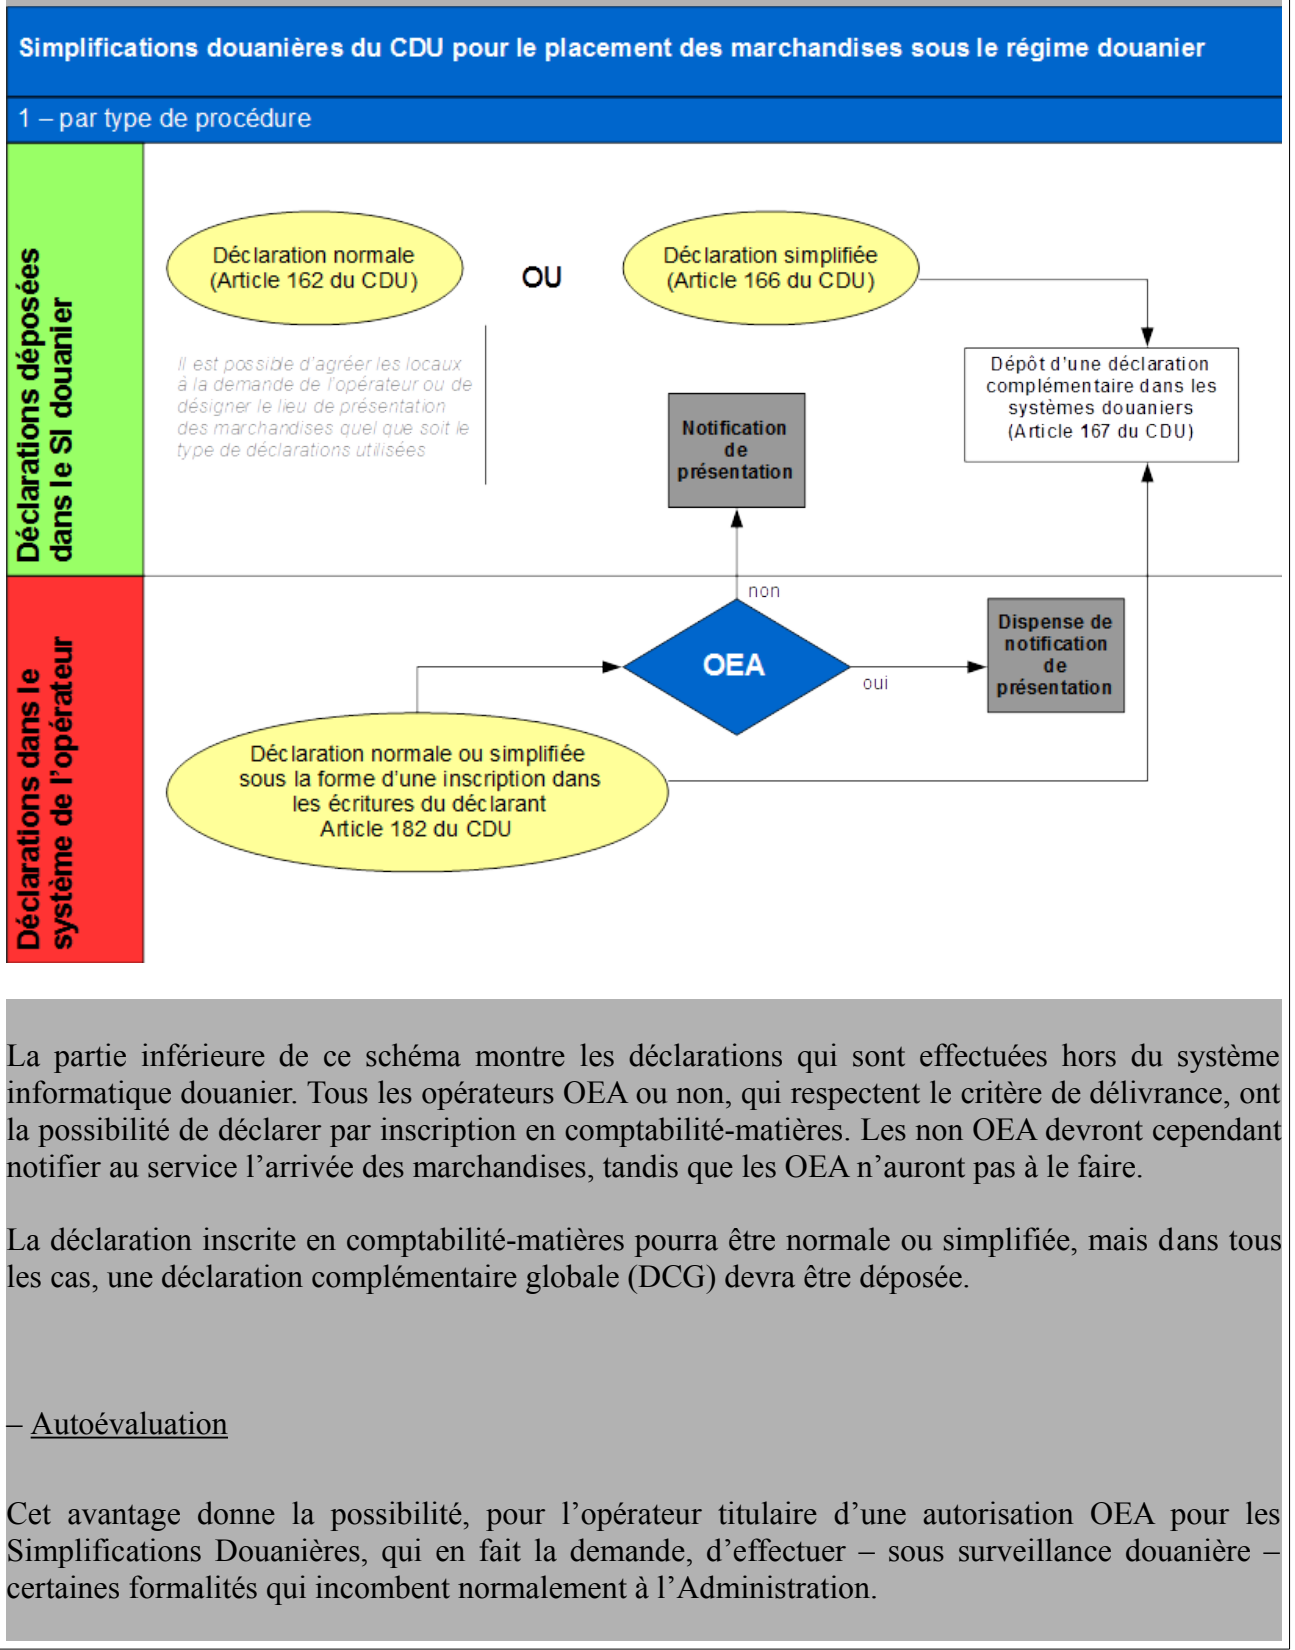 Simplifications douanières du CDU pour le placement des marchandises sous le régime douanier
1 – par type de procédure
Déclarations déposées
dans le SI douanier
Déclaration normale
(Article 162 du CDU)
OU
Déclaration simplifiée
(Article 166 du CDU)
Il est possible d'agréer les locaux
à la demande de l'opérateur ou de
désigner le lieu de présentation
des marchandises quel que soit le
type de déclarations utilisées
Notification
de
présentation
Dépôt d'une déclaration
complémentaire dans les
systèmes douaniers
(Article 167 du CDU)
Déclarations dans le
système de l'opérateur
non
OEA
oui
Dispense de
notification
de
présentation
Déclaration normale ou simplifiée
sous la forme d'une inscription dans
les écritures du déclarant
Article 182 du CDU
La partie inférieure de ce schéma montre les déclarations qui sont effectuées hors du système
informatique douanier. Tous les opérateurs OEA ou non, qui respectent le critère de délivrance, ont
la possibilité de déclarer par inscription en comptabilité-matières. Les non OEA devront cependant
notifier au service l'arrivée des marchandises, tandis que les OEA n'auront pas à le faire.
La déclaration inscrite en comptabilité-matières pourra être normale ou simplifiée, mais dans tous
les cas, une déclaration complémentaire globale (DCG) devra être déposée.
– Autoévaluation
Cet avantage donne la possibilité, pour l'opérateur titulaire d'une autorisation OEA pour les
Simplifications Douanières, qui en fait la demande, d'effectuer – sous surveillance douanière –
certaines formalités qui incombent normalement à l'Administration.